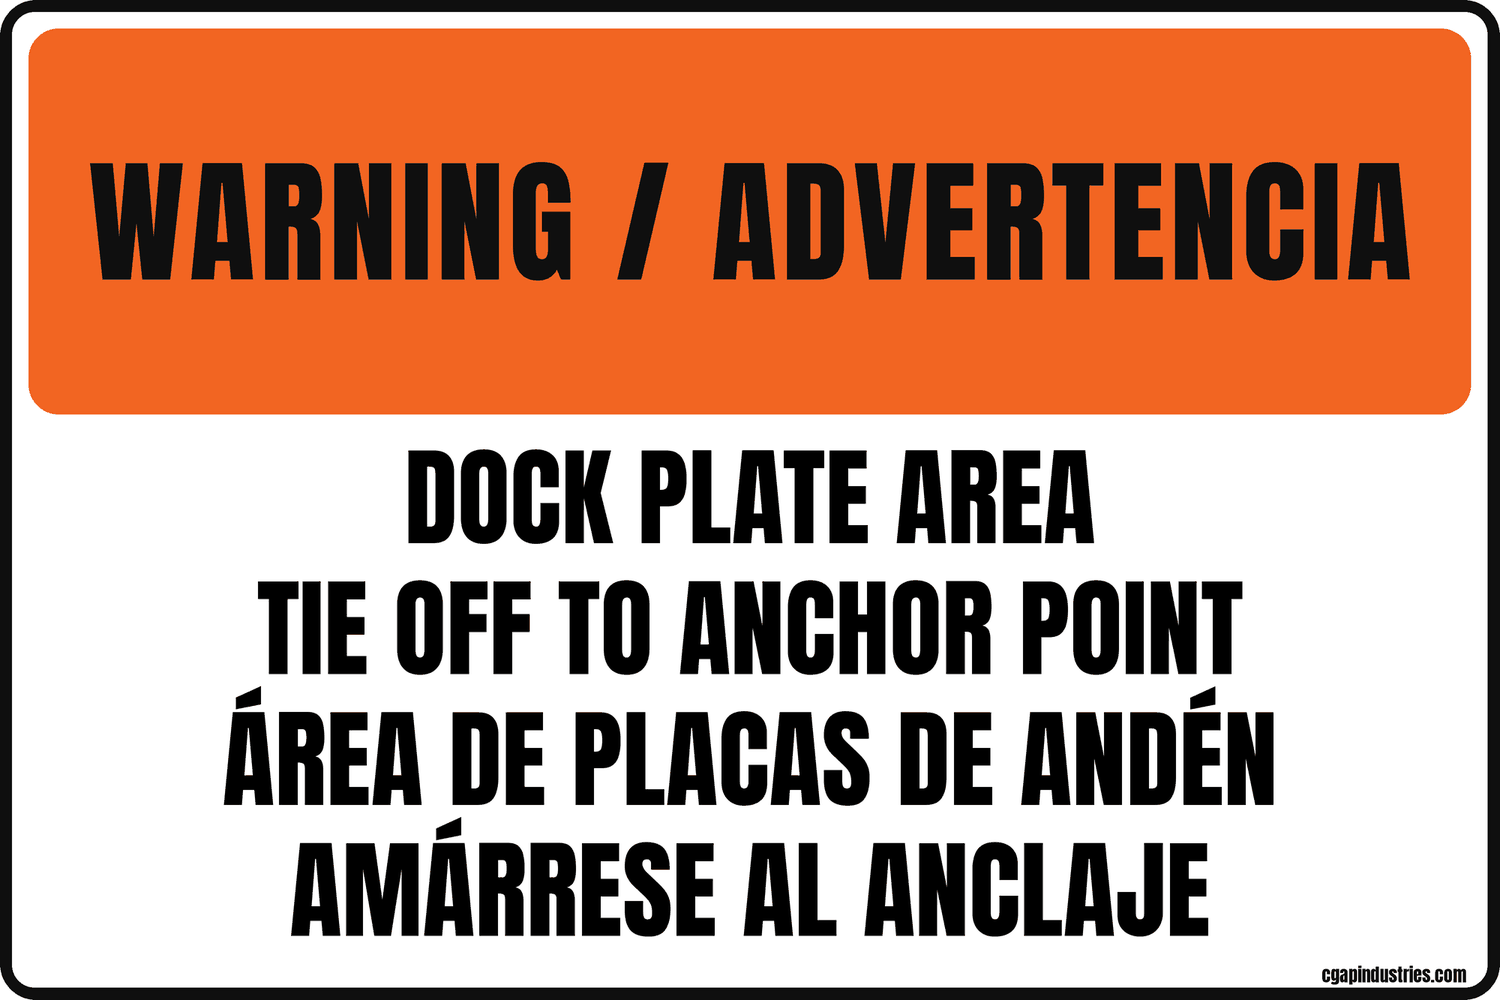 WARNING / ADVERTENCIA
DOCK PLATE AREA
TIE OFF TO ANCHOR POINT
ÁREA DE PLACAS DE ANDÉN
AMÁRRESE AL ANCLAJE
cgapindustries.com